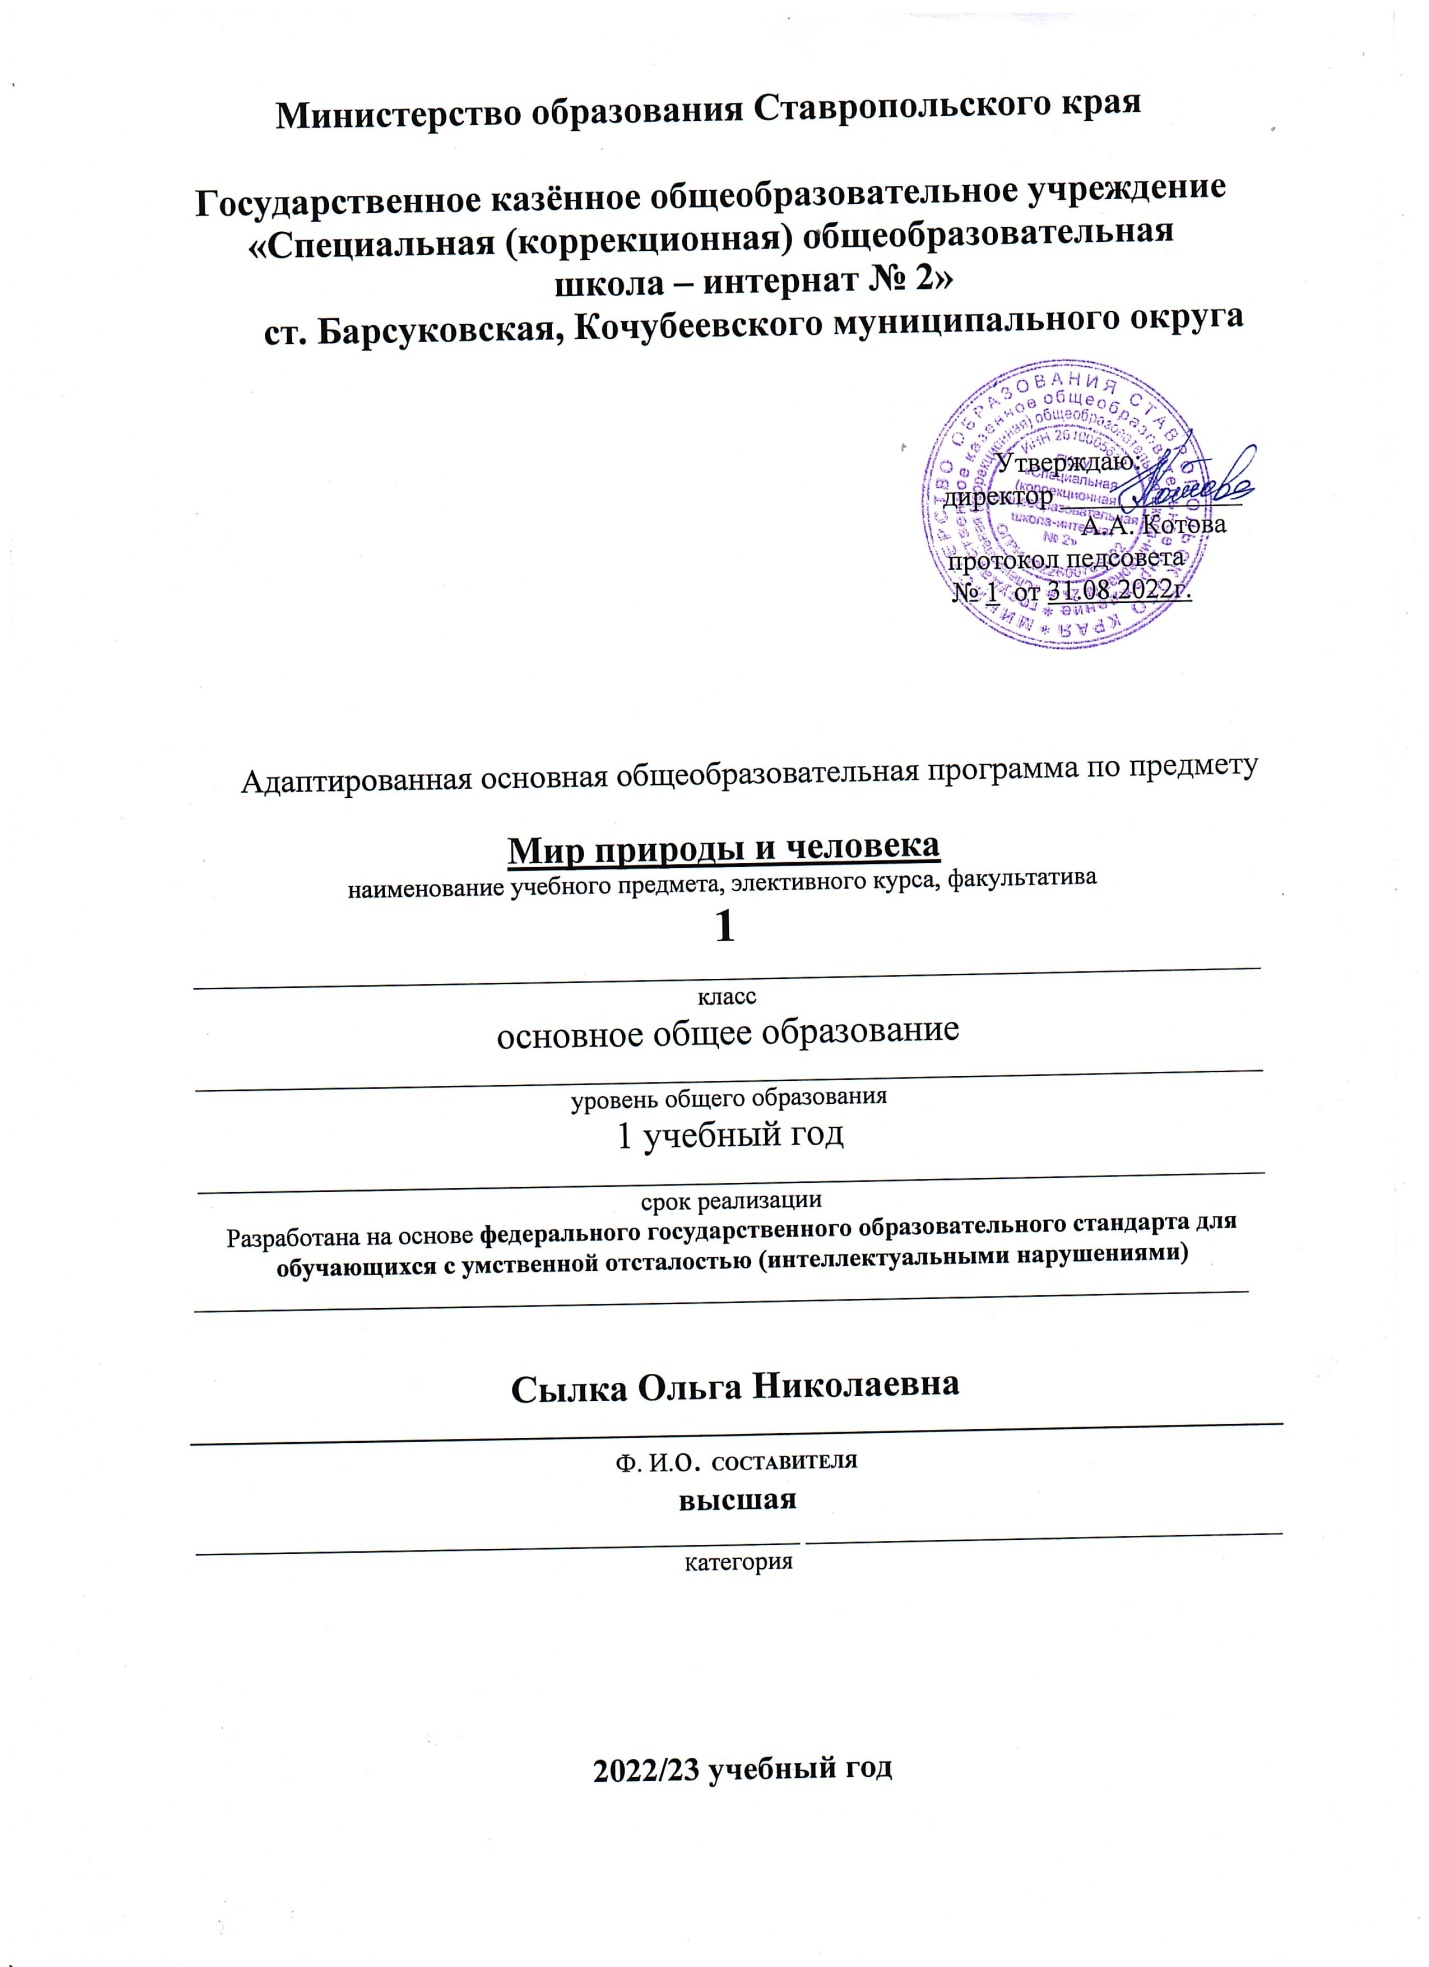 Министерство образования Ставропольского края
Государственное казённое общеобразовательное учреждение
«Специальная (коррекционная) общеобразовательная
школа – интернат № 2»
ст. Барсуковская, Кочубеевского муниципального округа
Утверждаю:
директор
А.А. Котова
протокол педсовета
№ 1 от 31.08.2022г.
Адаптированная основная общеобразовательная программа по предмету
Мир природы и человека
наименование учебного предмета, элективного курса, факультатива
1
класс
основное общее образование
уровень общего образования
1 учебный год
срок реализации
Разработана на основе федерального государственного образовательного стандарта для
обучающихся с умственной отсталостью (интеллектуальными нарушениями)
Сылка Ольга Николаевна
Ф. И.О. СОСТАВИТЕЛЯ
высшая
категория
2022/23 учебный год